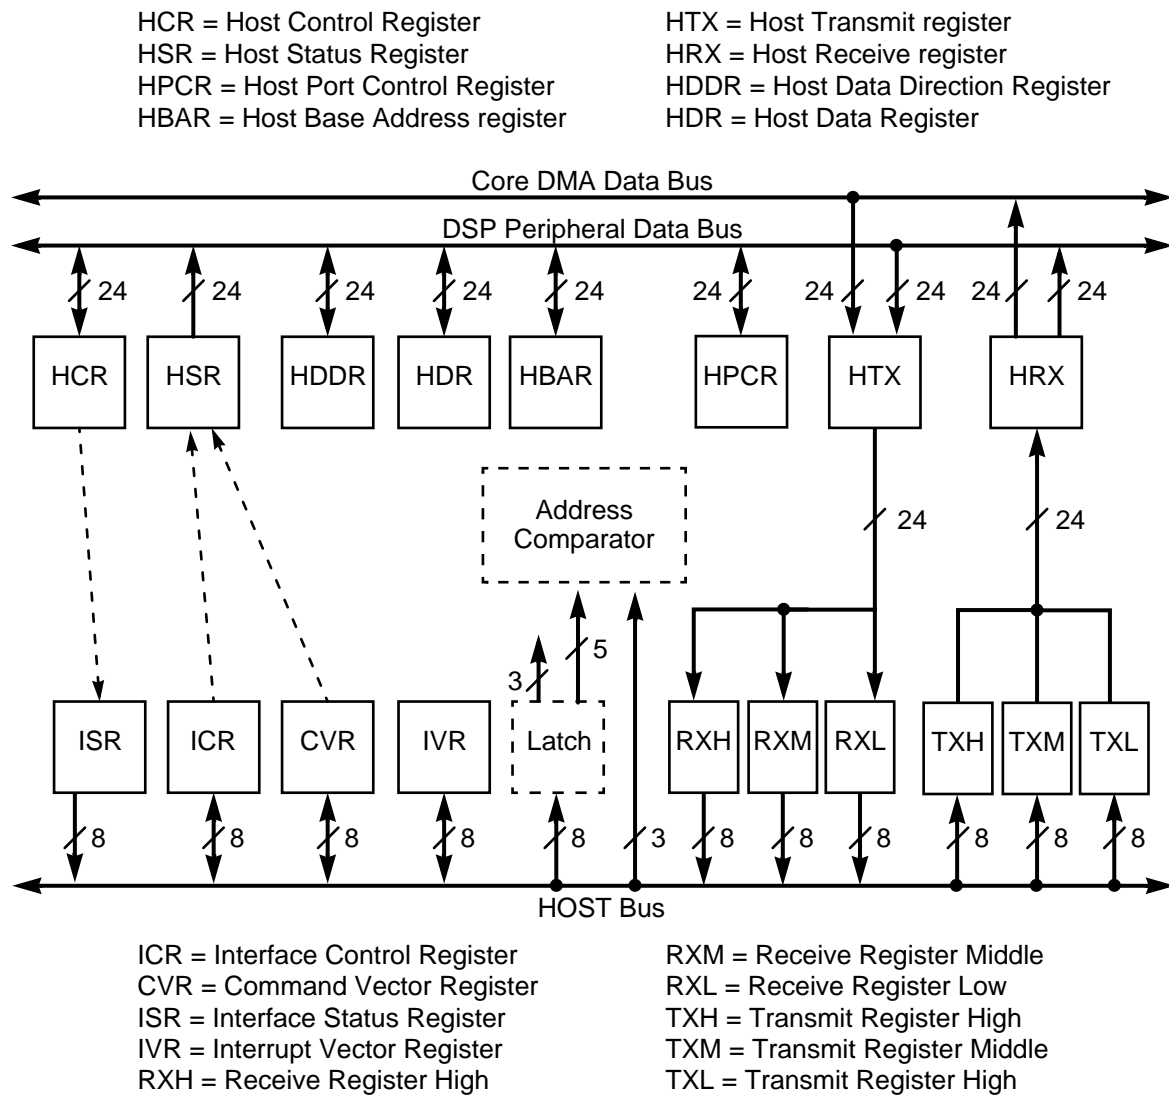 HCR = Host Control Register
HSR = Host Status Register
HPCR = Host Port Control Register
HBAR = Host Base Address register
HTX = Host Transmit register
HRX = Host Receive register
HDDR = Host Data Direction Register
HDR = Host Data Register
Core DMA Data Bus
DSP Peripheral Data Bus
24 24 24 24 24 24 24 24 24 24
HCR HSR HDDR HDR HBAR HPCR HTX HRX
Address
Comparator
24 24
3 5
ISR ICR CVR IVR Latch RXH RXM RXL TXH TXM TXL
8 8 8 8 8 3 8 8 8 8 8 8
HOST Bus
ICR = Interface Control Register
CVR = Command Vector Register
ISR = Interface Status Register
IVR = Interrupt Vector Register
RXH = Receive Register High
RXM = Receive Register Middle
RXL = Receive Register Low
TXH = Transmit Register High
TXM = Transmit Register Middle
TXL = Transmit Register High